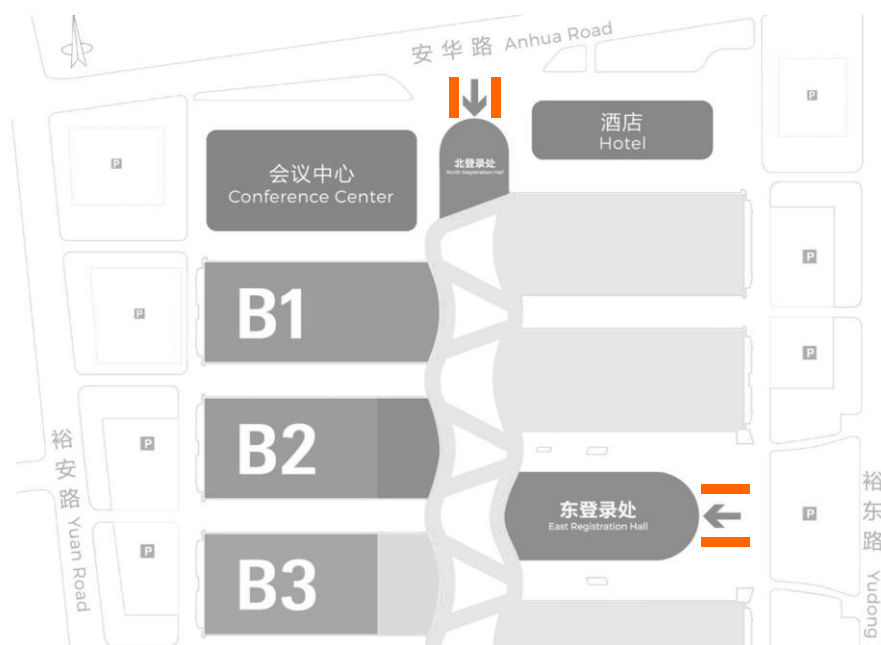 安华路 Anhua Road
P
酒店
Hotel
P
会议中心
Conference Center
北登录处
North Registration Hall
P
P
B1
P
B2
裕安路 Yuan Road
P
东登录处
East Registration Hall
P
裕东路 Yudong
B3
P